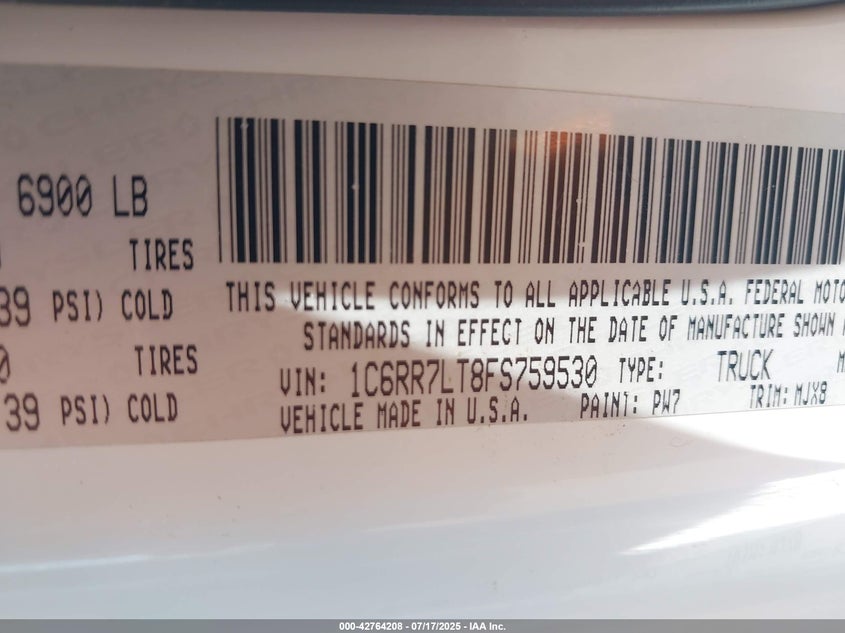 6900 LB
TIRES
39 PSI) COLD
TIRES
39 PSI) COLD
THIS VEHICLE CONFORMS TO ALL APPLICABLE U.S.A. FEDERAL MOTO
STANDARDS IN EFFECT ON THE DATE OF MANUFACTURE SHOWN
VIN: 1C6RR7LT8FS759530 TYPE: TRUCK
VEHICLE MADE IN U.S.A. PAINT: PW7 TRIM: MJX8
000-42764208 - 07/17/2025 - IAA Inc.